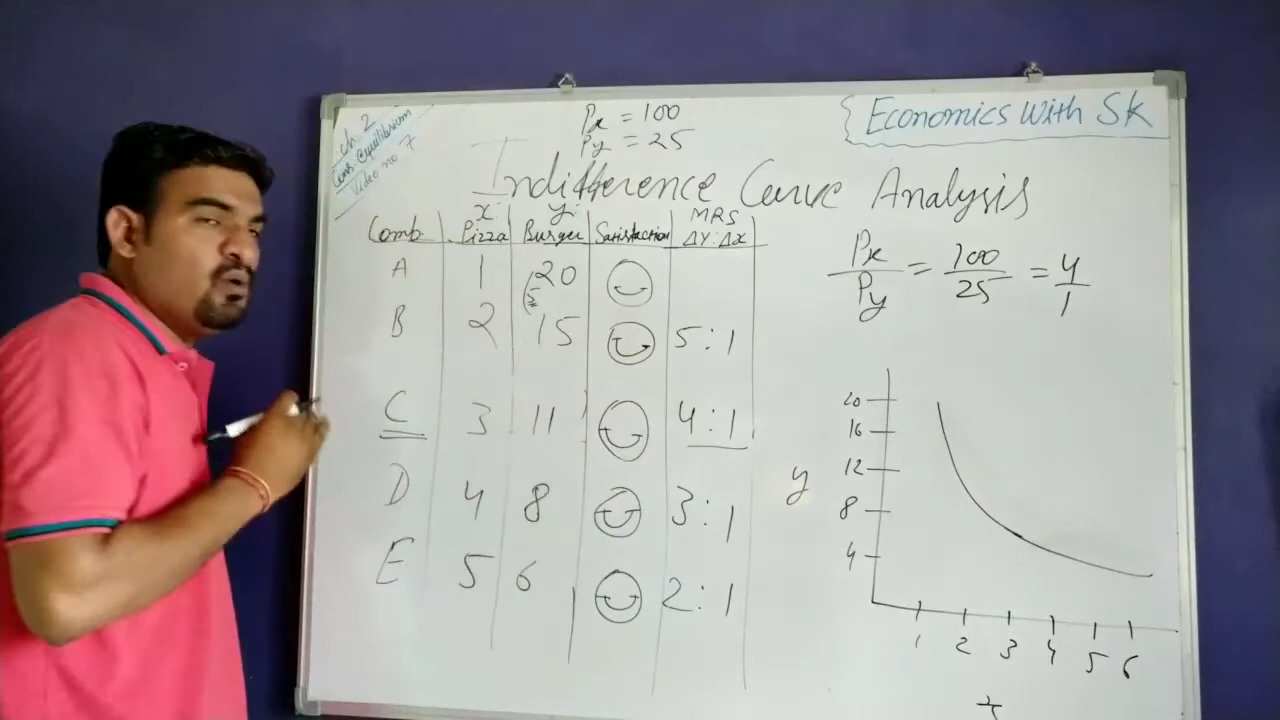 Ch. 2
Cons. Equilibrium
Video no 7
Px = 100
Py = 25
Economics With SK
Indifference Curve Analysis
x y MRS
Comb. Pizza Burger Satisfaction ΔY:Δx
A 1 20
5
B 2 15 5:1
C 3 11 4:1
D 4 8 3:1
E 5 6 2:1
Px/Py = 100/25 = 4/1
20
16
12
y
8
4
1 2 3 4 5 6